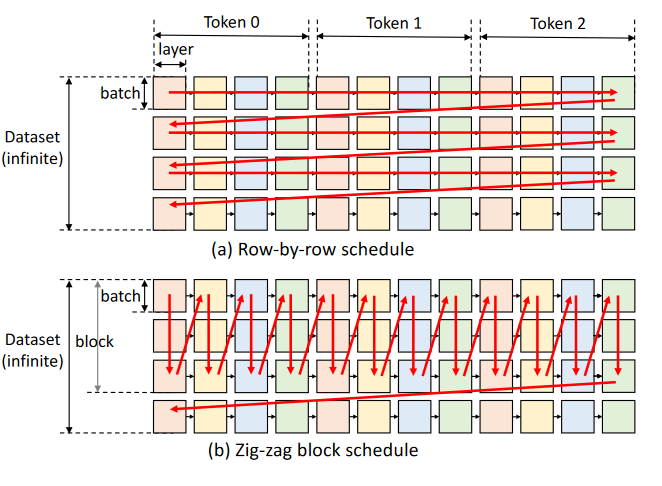 Token 0
Token 1
Token 2
layer
batch
Dataset
(infinite)
(a) Row-by-row schedule
batch
block
Dataset
(infinite)
(b) Zig-zag block schedule